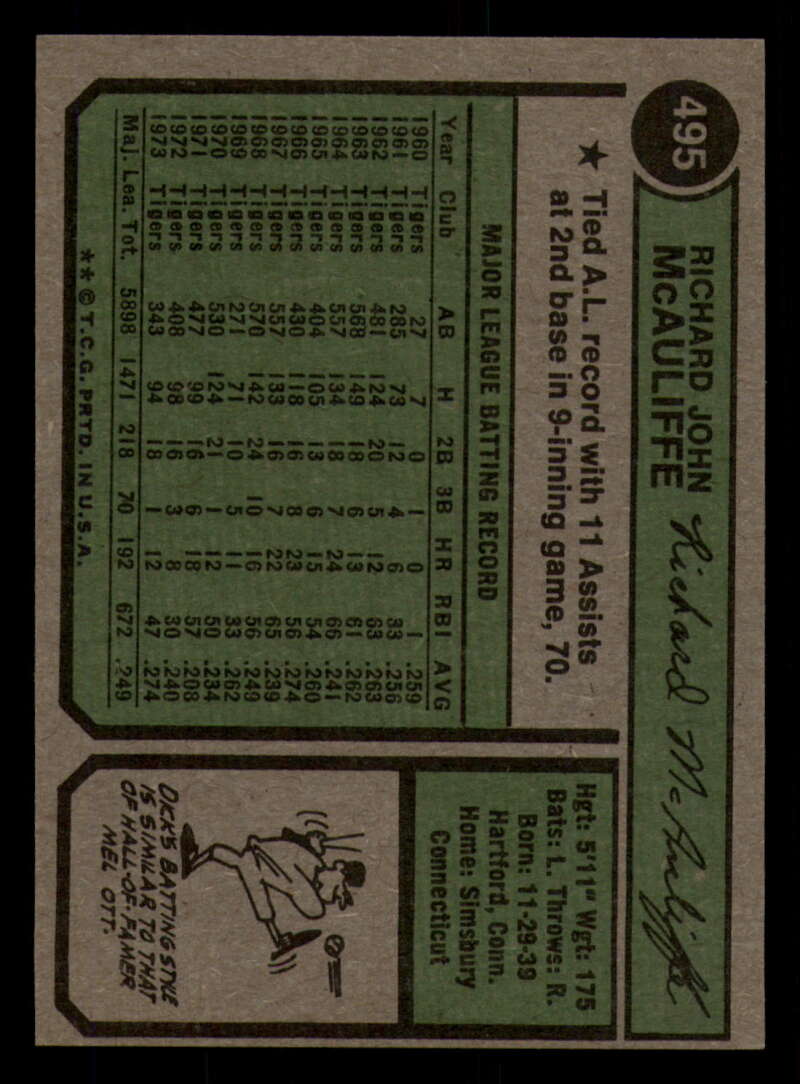 495
RICHARD JOHN
McAULIFFE
Richard McAuliffe
★ Tied A.L. record with 11 Assists
at 2nd base in 9-inning game, 70.
MAJOR LEAGUE BATTING RECORD
Year Club AB H 2B 3B HR RBI AVG
1960 Tigers 27 7 0 1 0 1 .259
1961 Tigers 285 73 12 4 6 33 .256
1962 Tigers 481 124 20 5 12 63 .263
1963 Tigers 568 149 18 6 13 61 .262
1964 Tigers 557 134 18 7 24 66 .241
1965 Tigers 404 105 13 6 15 54 .260
1966 Tigers 430 118 16 8 23 56 .274
1967 Tigers 557 133 16 7 22 65 .239
1968 Tigers 570 142 24 10 16 56 .249
1969 Tigers 271 71 10 5 11 33 .262
1970 Tigers 530 124 21 1 12 50 .234
1971 Tigers 477 99 16 6 18 57 .208
1972 Tigers 408 98 16 3 8 30 .240
1973 Tigers 343 94 18 1 12 47 .274
Maj. Lea. Tot. 5898 1471 218 70 192 672 .249
**© T.C.G. PRTD. IN U.S.A.
Hgt: 5'11" Wgt: 175
Bats: L. Throws: R.
Born: 11-29-39
Hartford, Conn.
Home: Simsbury
Connecticut
DICK'S BATTING STYLE
IS SIMILAR TO THAT
OF HALL-OF-FAMER
MEL OTT.